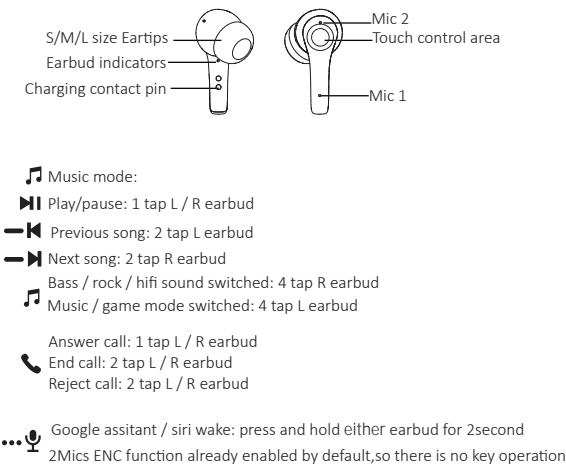 S/M/L size Eartips
Earbud indicators
Charging contact pin
Mic 2
Touch control area
Mic 1
Music mode:
Play/pause: 1 tap L / R earbud
Previous song: 2 tap L earbud
Next song: 2 tap R earbud
Bass / rock / hifi sound switched: 4 tap R earbud
Music / game mode switched: 4 tap L earbud
Answer call: 1 tap L / R earbud
End call: 2 tap L / R earbud
Reject call: 2 tap L / R earbud
Google assitant / siri wake: press and hold either earbud for 2second
2Mics ENC function already enabled by default,so there is no key operation